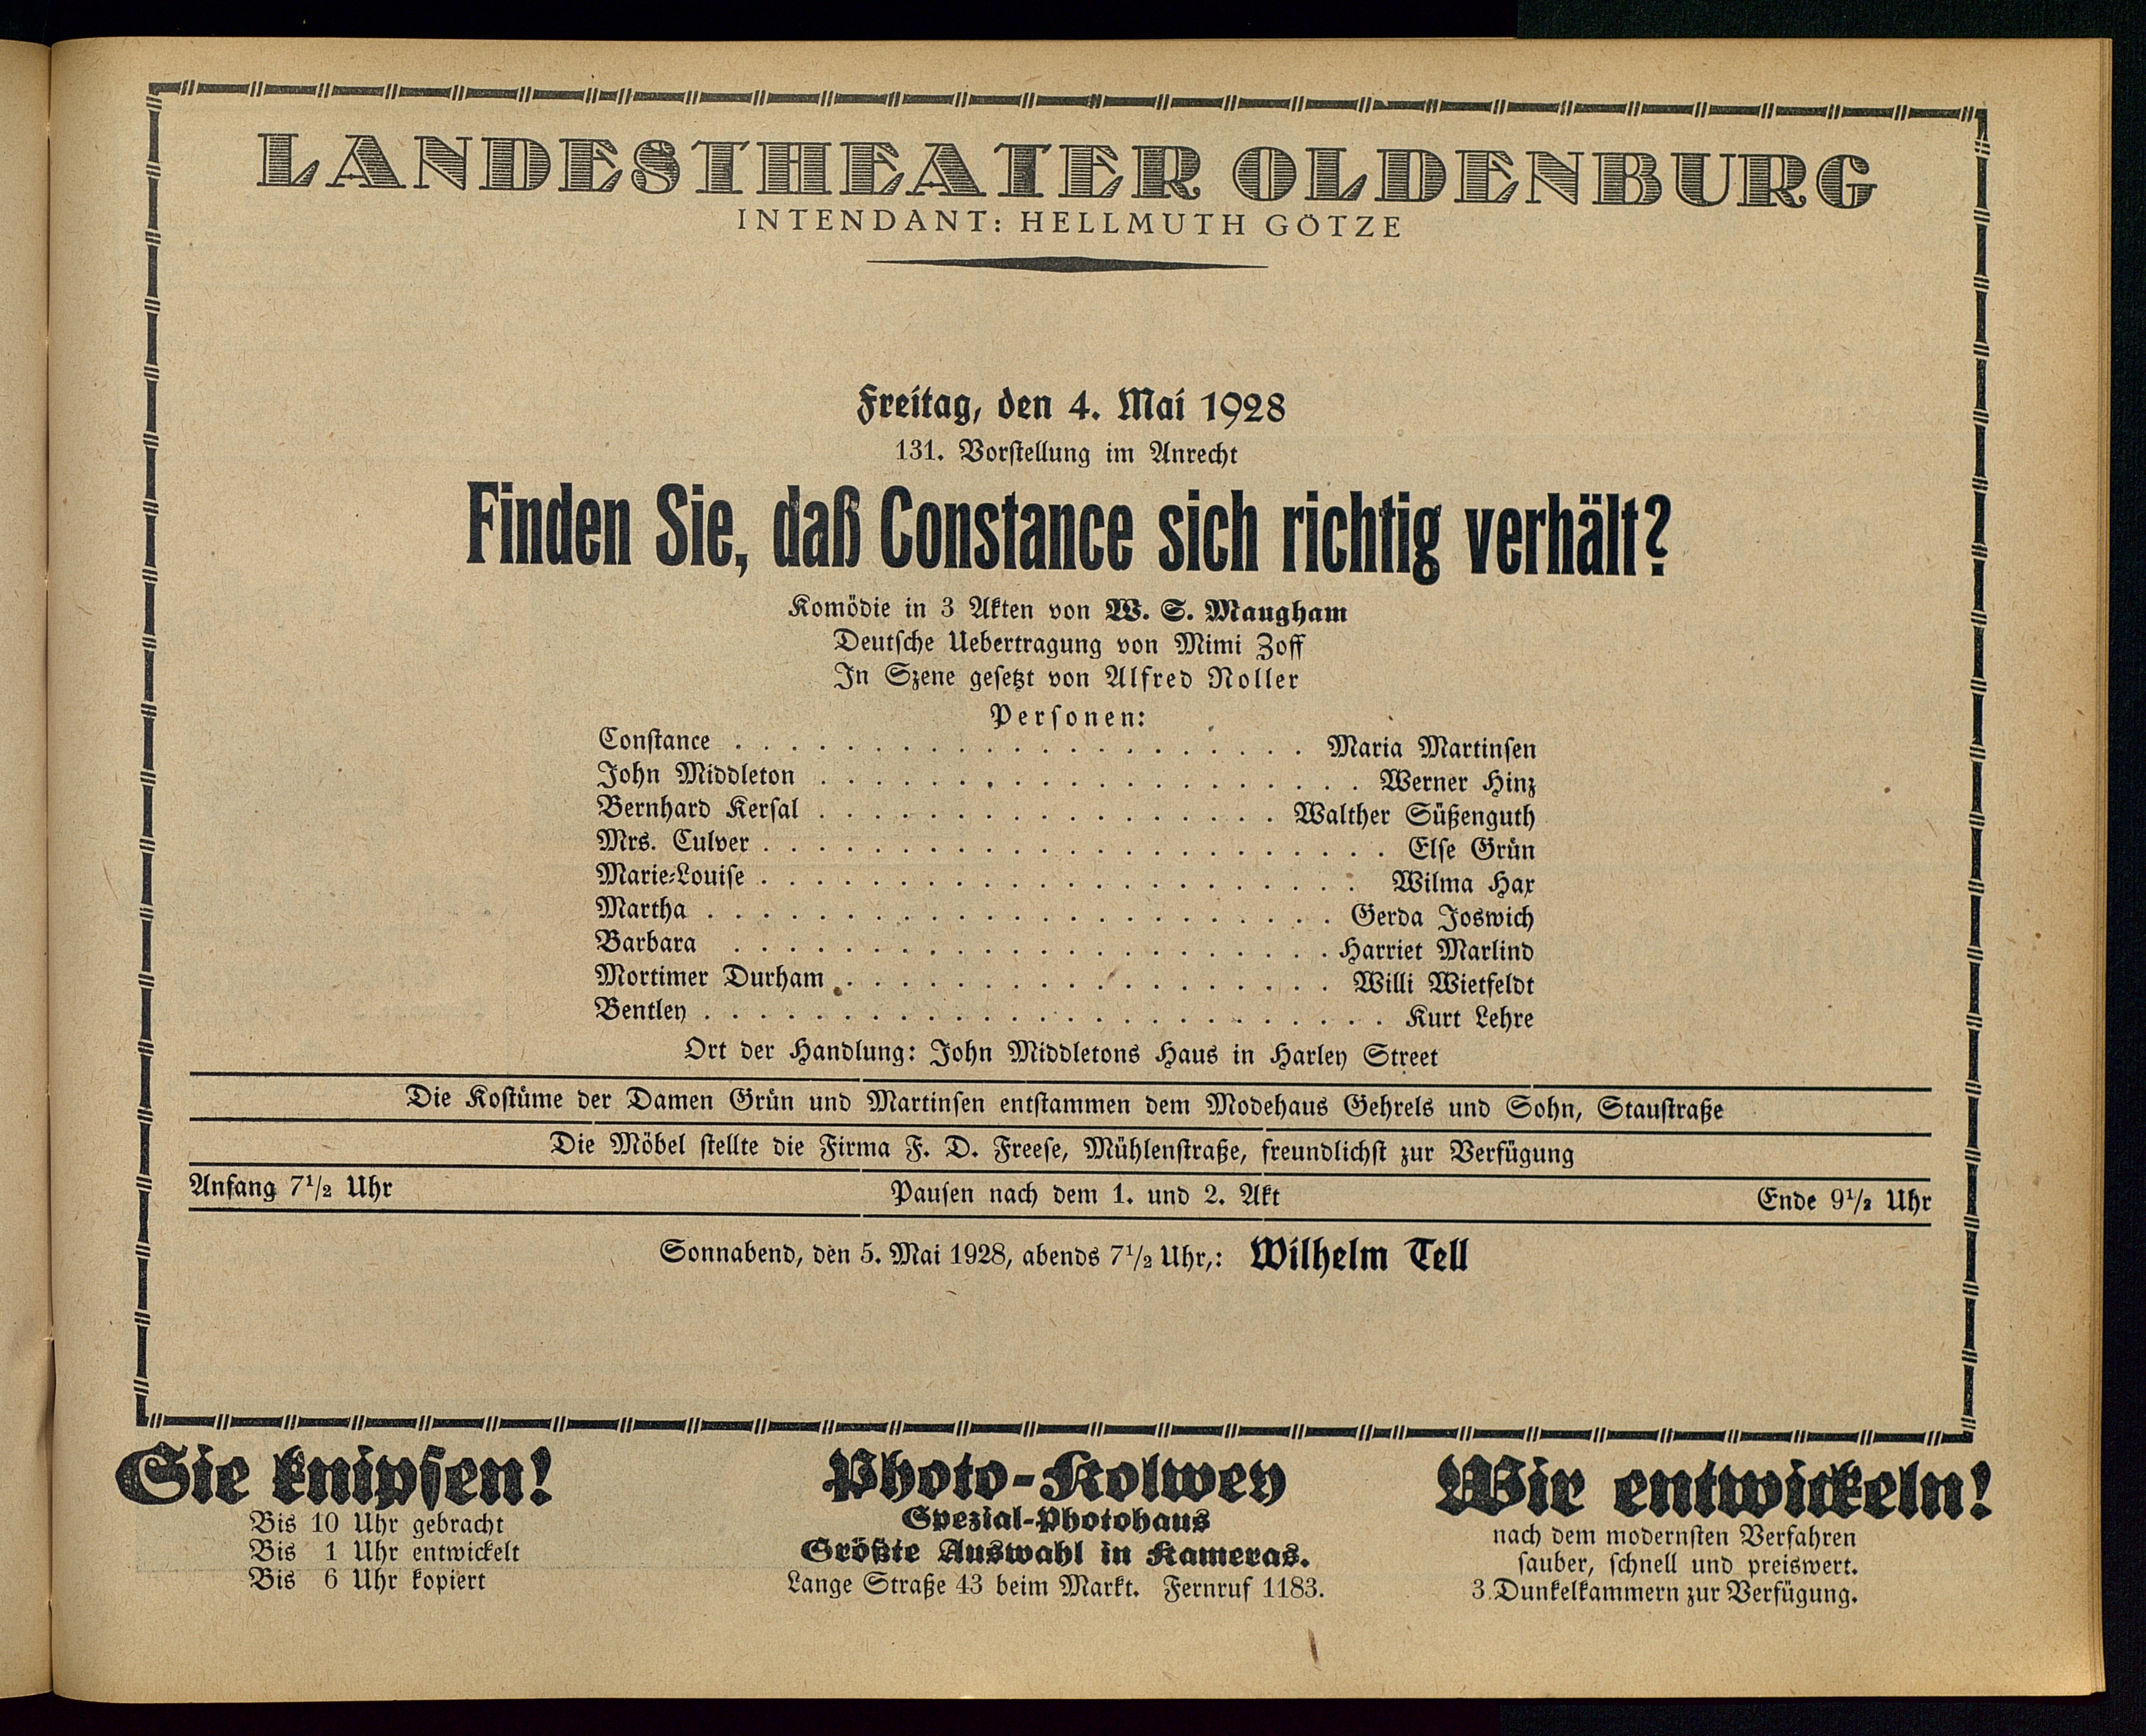 LANDESTHEATER OLDENBURG
INTENDANT: HELLMUTH GÖTZE
Freitag, den 4. Mai 1928
131. Vorstellung im Anrecht
Finden Sie, daß Constance sich richtig verhält?
Komödie in 3 Akten von W. S. Maugham
Deutsche Uebertragung von Mimi Zoff
In Szene gesetzt von Alfred Noller
Personen:
Constance . . . . . . . . . . . . . . . . . . . . . Maria Martinsen
John Middleton . . . . . . . . . . . . . . . . . . . . Werner Hinz
Bernhard Kersal . . . . . . . . . . . . . . . . . Walther Süßenguth
Mrs. Culver . . . . . . . . . . . . . . . . . . . . . . . Else Grün
Marie-Louise . . . . . . . . . . . . . . . . . . . . . . Wilma Hax
Martha . . . . . . . . . . . . . . . . . . . . . . . Gerda Joswich
Barbara . . . . . . . . . . . . . . . . . . . . . . Harriet Marlind
Mortimer Durham . . . . . . . . . . . . . . . . . . Willi Wietfeldt
Bentley . . . . . . . . . . . . . . . . . . . . . . . . . Kurt Lehre
Ort der Handlung: John Middletons Haus in Harley Street
Die Kostüme der Damen Grün und Martinsen entstammen dem Modehaus Gehrels und Sohn, Staustraße
Die Möbel stellte die Firma F. D. Freese, Mühlenstraße, freundlichst zur Verfügung
Anfang 7½ Uhr Pausen nach dem 1. und 2. Akt Ende 9½ Uhr
Sonnabend, den 5. Mai 1928, abends 7½ Uhr,: Wilhelm Tell
Sie knipsen!
Bis 10 Uhr gebracht
Bis 1 Uhr entwickelt
Bis 6 Uhr kopiert
Photo-Kolwey
Spezial-Photohaus
Größte Auswahl in Kameras.
Lange Straße 43 beim Markt. Fernruf 1183.
Wir entwickeln!
nach dem modernsten Verfahren
sauber, schnell und preiswert.
3 Dunkelkammern zur Verfügung.